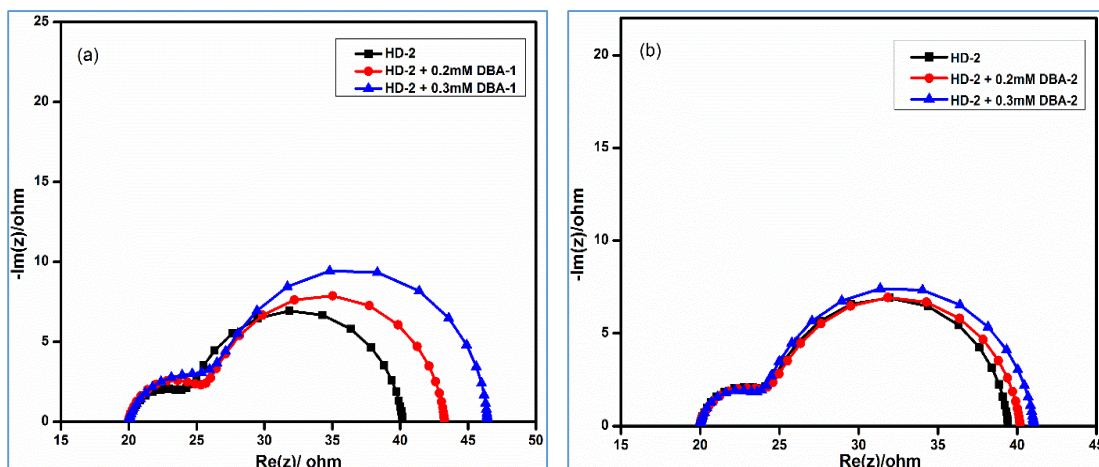 (a)
HD-2
HD-2 + 0.2mM DBA-1
HD-2 + 0.3mM DBA-1
25
20
15
10
5
0
-Im(z)/ohm
15 20 25 30 35 40 45 50
Re(z)/ ohm
(b)
HD-2
HD-2 + 0.2mM DBA-2
HD-2 + 0.3mM DBA-2
20
15
10
5
0
-Im(z)/ohm
15 20 25 30 35 40 45
Re(z)/ohm